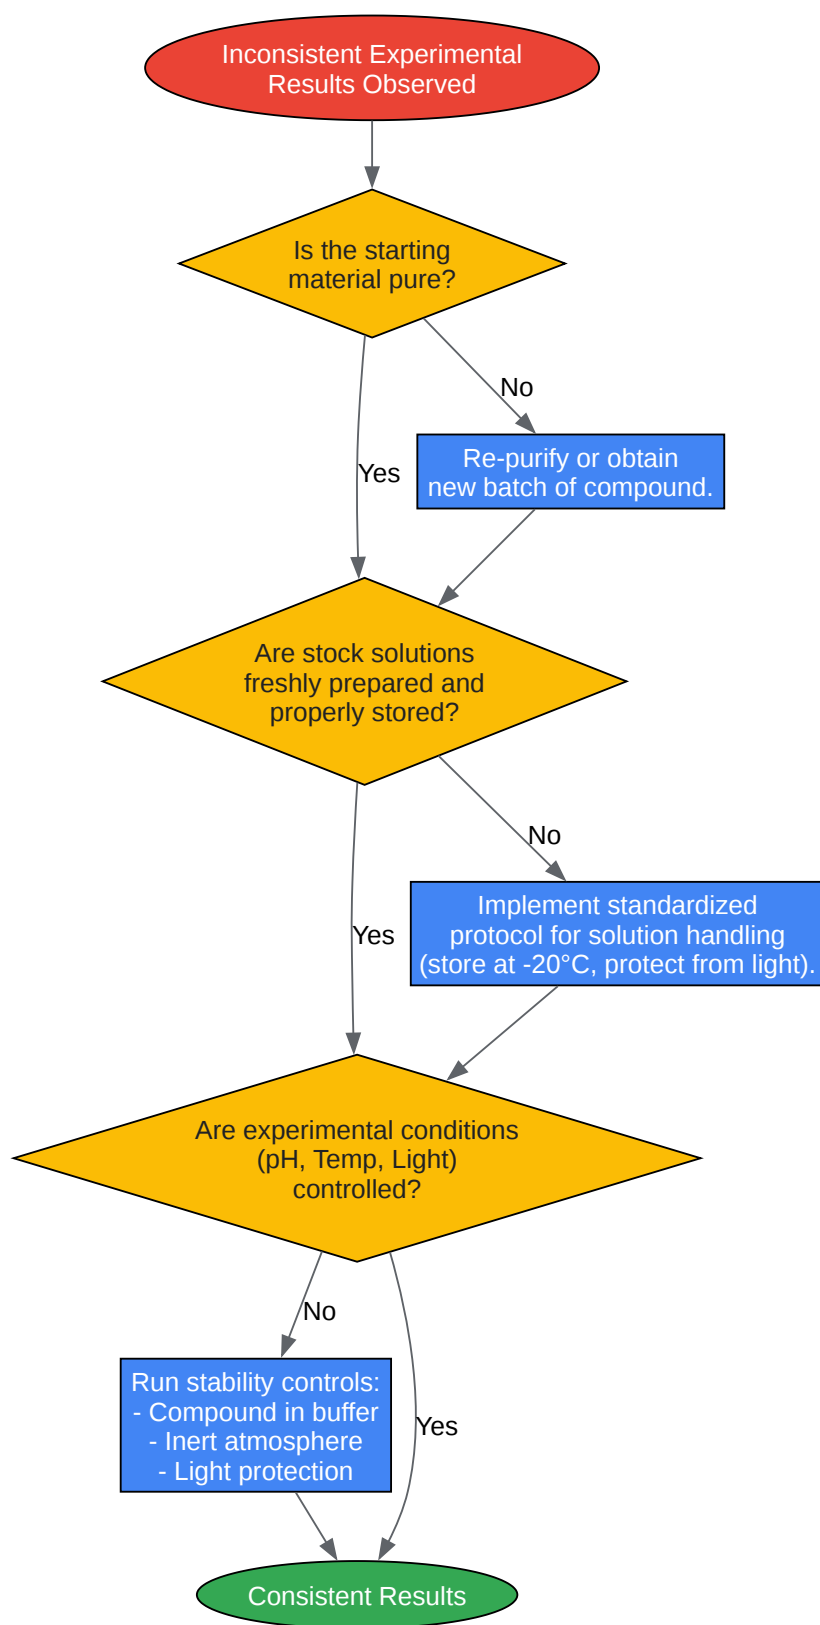 Inconsistent Experimental
Results Observed
Is the starting
material pure?
No
Yes
Re-purify or obtain
new batch of compound.
Are stock solutions
freshly prepared and
properly stored?
No
Yes
Implement standardized
protocol for solution handling
(store at -20°C, protect from light).
Are experimental conditions
(pH, Temp, Light)
controlled?
No
Yes
Run stability controls:
- Compound in buffer
- Inert atmosphere
- Light protection
Consistent Results